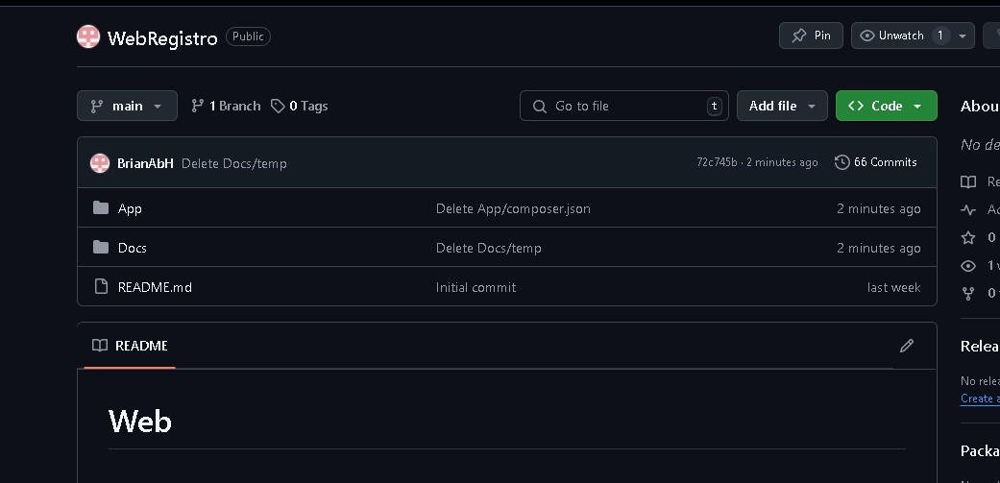 WebRegistro Public Pin Unwatch 1
main 1 Branch 0 Tags Go to file t Add file Code
BrianAbH Delete Docs/temp 72c745b · 2 minutes ago 66 Commits
App Delete App/composer.json 2 minutes ago
Docs Delete Docs/temp 2 minutes ago
README.md Initial commit last week
README
Web
Abou
No de
Re
Ac
0
1
0
Relea
No relea
Create a
Packa